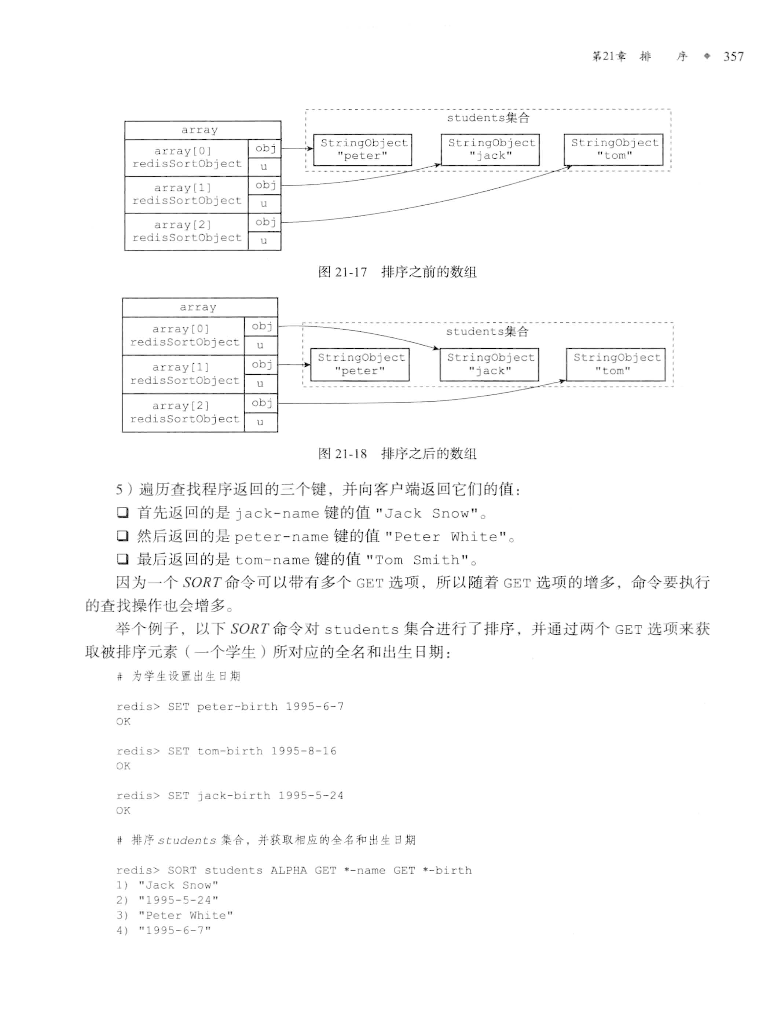 第21章 排 序 ◆ 357
students集合
array
array[0]
redisSortObject
obj
u
StringObject
"peter"
StringObject
"jack"
StringObject
"tom"
array[1]
redisSortObject
obj
u
array[2]
redisSortObject
obj
u
图 21-17 排序之前的数组
array
array[0]
redisSortObject
obj
u
students集合
array[1]
redisSortObject
obj
u
StringObject
"peter"
StringObject
"jack"
StringObject
"tom"
array[2]
redisSortObject
obj
u
图 21-18 排序之后的数组
5）遍历查找程序返回的三个键，并向客户端返回它们的值：
❑ 首先返回的是 jack-name 键的值 "Jack Snow"。
❑ 然后返回的是 peter-name 键的值 "Peter White"。
❑ 最后返回的是 tom-name 键的值 "Tom Smith"。
因为一个 SORT 命令可以带有多个 GET 选项，所以随着 GET 选项的增多，命令要执行
的查找操作也会增多。
举个例子，以下 SORT 命令对 students 集合进行了排序，并通过两个 GET 选项来获
取被排序元素（一个学生）所对应的全名和出生日期：
# 为学生设置出生日期
redis> SET peter-birth 1995-6-7
OK
redis> SET tom-birth 1995-8-16
OK
redis> SET jack-birth 1995-5-24
OK
# 排序 students 集合，并获取相应的全名和出生日期
redis> SORT students ALPHA GET *-name GET *-birth
1) "Jack Snow"
2) "1995-5-24"
3) "Peter White"
4) "1995-6-7"